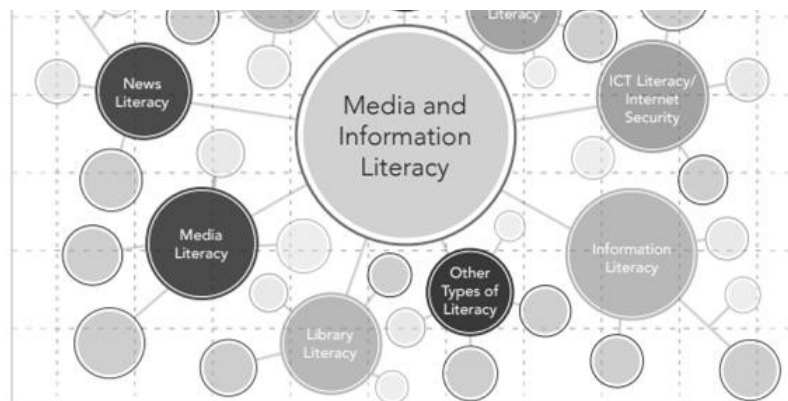 Literacy
News
Literacy
ICT Literacy/
Internet
Security
Media and
Information
Literacy
Media
Literacy
Information
Literacy
Other
Types of
Literacy
Library
Literacy